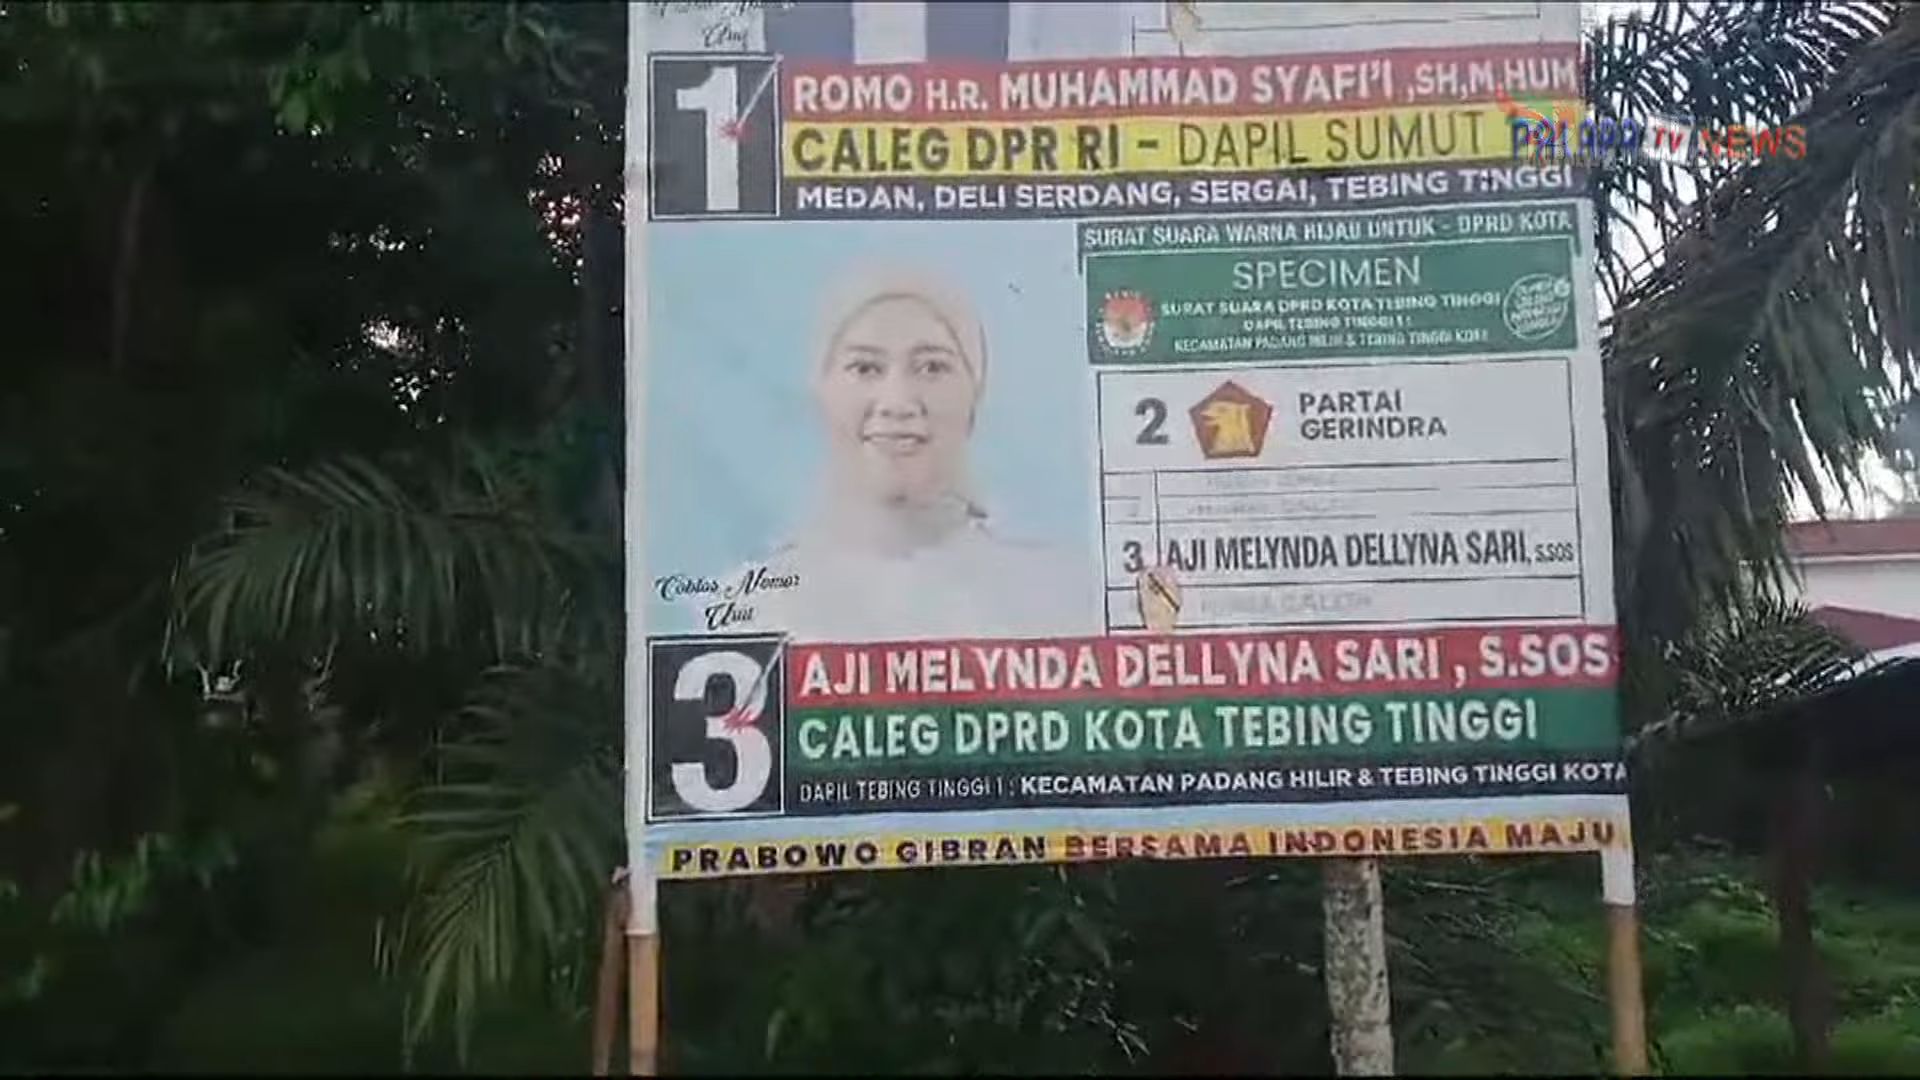 Urut
1
ROMO H.R. MUHAMMAD SYAFI'I ,SH,M,HUM
CALEG DPR RI - DAPIL SUMUT
MEDAN, DELI SERDANG, SERGAI, TEBING TINGGI
TV NEWS
SURAT SUARA WARNA HIJAU UNTUK - DPRD KOTA
SPECIMEN
SURAT SUARA DPRD KOTA TEBING TINGGI
DAPIL TEBING TINGGI 1 :
KECAMATAN PADANG HILIR & TEBING TINGGI KOTA
2 PARTAI
GERINDRA
3 AJI MELYNDA DELLYNA SARI, S.SOS
Coblos Nomor
Urut
3
AJI MELYNDA DELLYNA SARI , S.SOS
CALEG DPRD KOTA TEBING TINGGI
DAPIL TEBING TINGGI 1 : KECAMATAN PADANG HILIR & TEBING TINGGI KOTA
PRABOWO GIBRAN BERSAMA INDONESIA MAJU